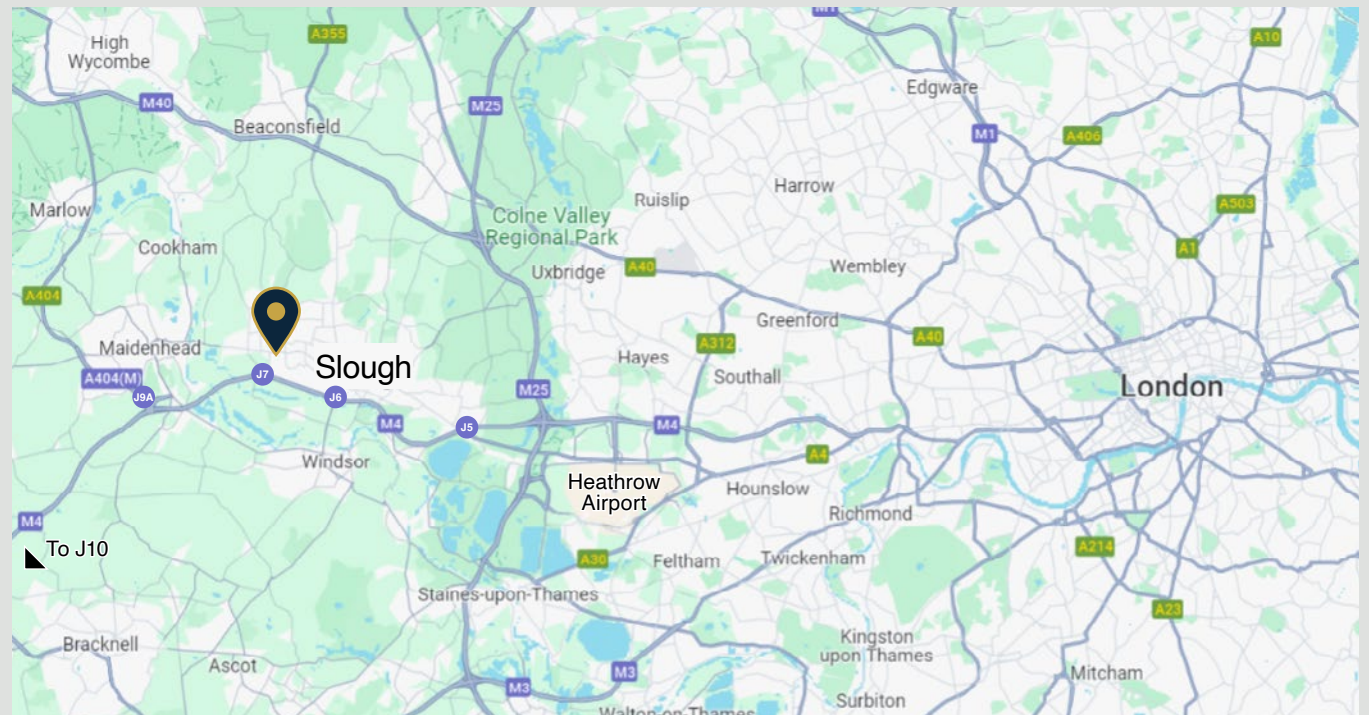 M1
A355
A10
High
Wycombe
Edgware
M40
M25
Beaconsfield
M1
A406
Harrow
Ruislip
Marlow
A503
Colne Valley
Regional Park
Cookham
A1
Uxbridge
A40
Wembley
A404
Greenford
A40
Maidenhead
A312
Hayes
Slough
J7
Southall
A404(M)
J9A
J6
M25
London
M4
J5
M4
A4
Windsor
Heathrow
Airport
Hounslow
Richmond
M4
To J10
A30
Feltham
Twickenham
A214
Staines-upon-Thames
A23
Bracknell
Ascot
Kingston
upon Thames
M3
M3
Mitcham
Surbiton
Walton-on-Thames